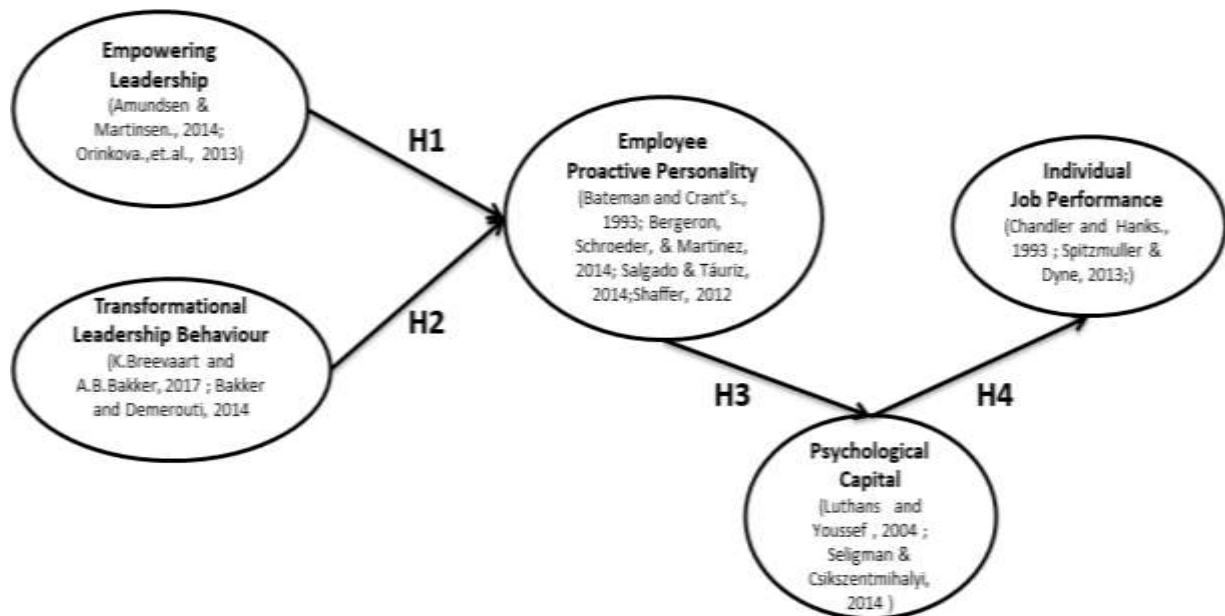 Empowering
Leadership
(Amundsen &
Martinsen., 2014;
Orinkova.,et.al., 2013)
H1
Transformational
Leadership Behaviour
(K.Breevaart and
A.B.Bakker, 2017 ; Bakker
and Demerouti, 2014
H2
Employee
Proactive Personality
(Bateman and Crant's.,
1993; Bergeron,
Schroeder, & Martinez,
2014; Salgado & Táuriz,
2014;Shaffer, 2012
H3
Psychological
Capital
(Luthans and
Youssef , 2004 ;
Seligman &
Csikszentmihalyi,
2014 )
H4
Individual
Job Performance
(Chandler and Hanks.,
1993 ; Spitzmuller &
Dyne, 2013;)